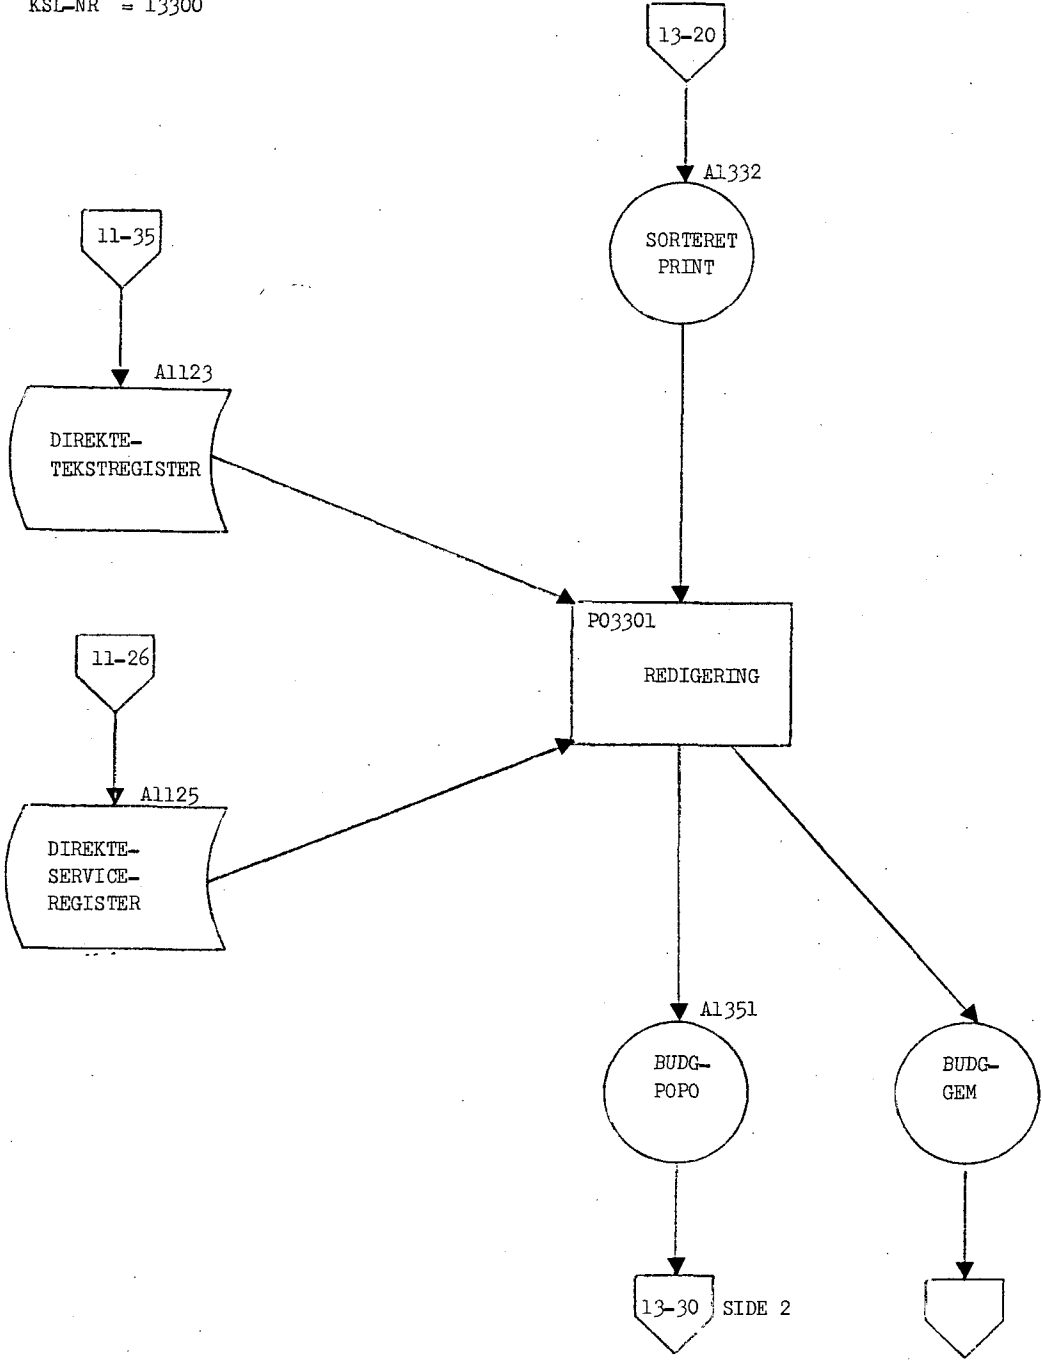 KSL-NR = 13300
13-20
A1332
SORTERET
PRINT
11-35
A1123
DIREKTE-
TEKSTREGISTER
P03301
REDIGERING
11-26
A1125
DIREKTE-
SERVICE-
REGISTER
A1351
BUDG-
POPO
BUDG-
GEM
13-30 SIDE 2